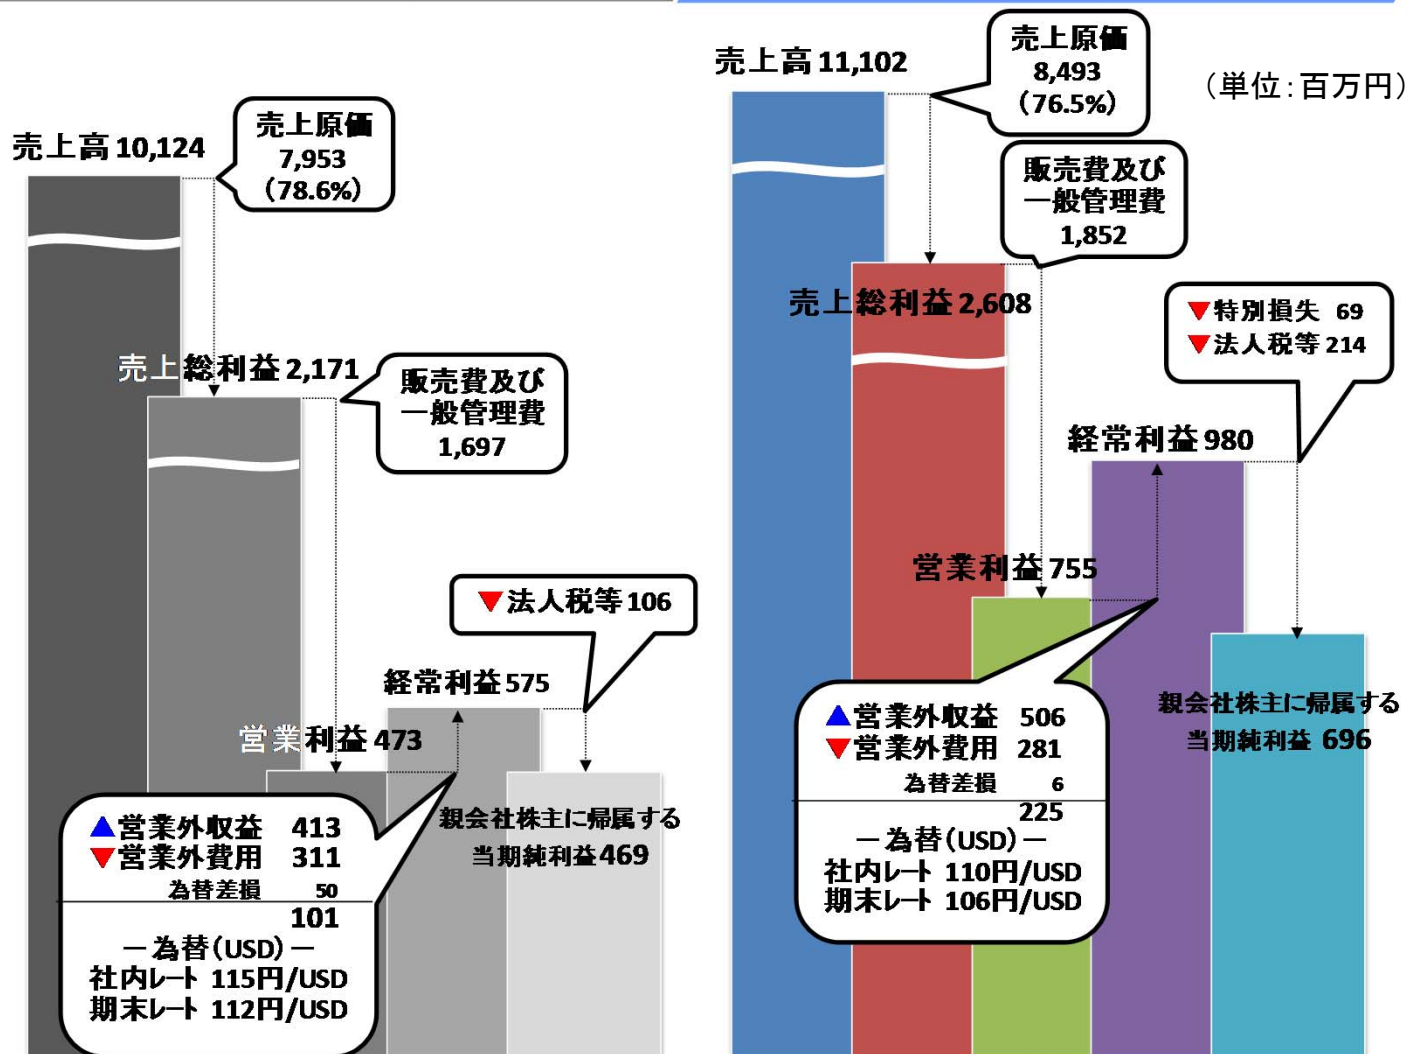 売上高 10,124
売上原価
7,953
(78.6%)
売上総利益 2,171
販売費及び
一般管理費
1,697
営業利益 473
▲営業外収益 413
▼営業外費用 311
為替差損 50
101
－為替(USD)－
社内レート 115円/USD
期末レート 112円/USD
経常利益 575
▼法人税等 106
親会社株主に帰属する
当期純利益 469
(単位:百万円)
売上高 11,102
売上原価
8,493
(76.5%)
売上総利益 2,608
販売費及び
一般管理費
1,852
営業利益 755
▲営業外収益 506
▼営業外費用 281
為替差損 6
225
－為替(USD)－
社内レート 110円/USD
期末レート 106円/USD
経常利益 980
▼特別損失 69
▼法人税等 214
親会社株主に帰属する
当期純利益 696